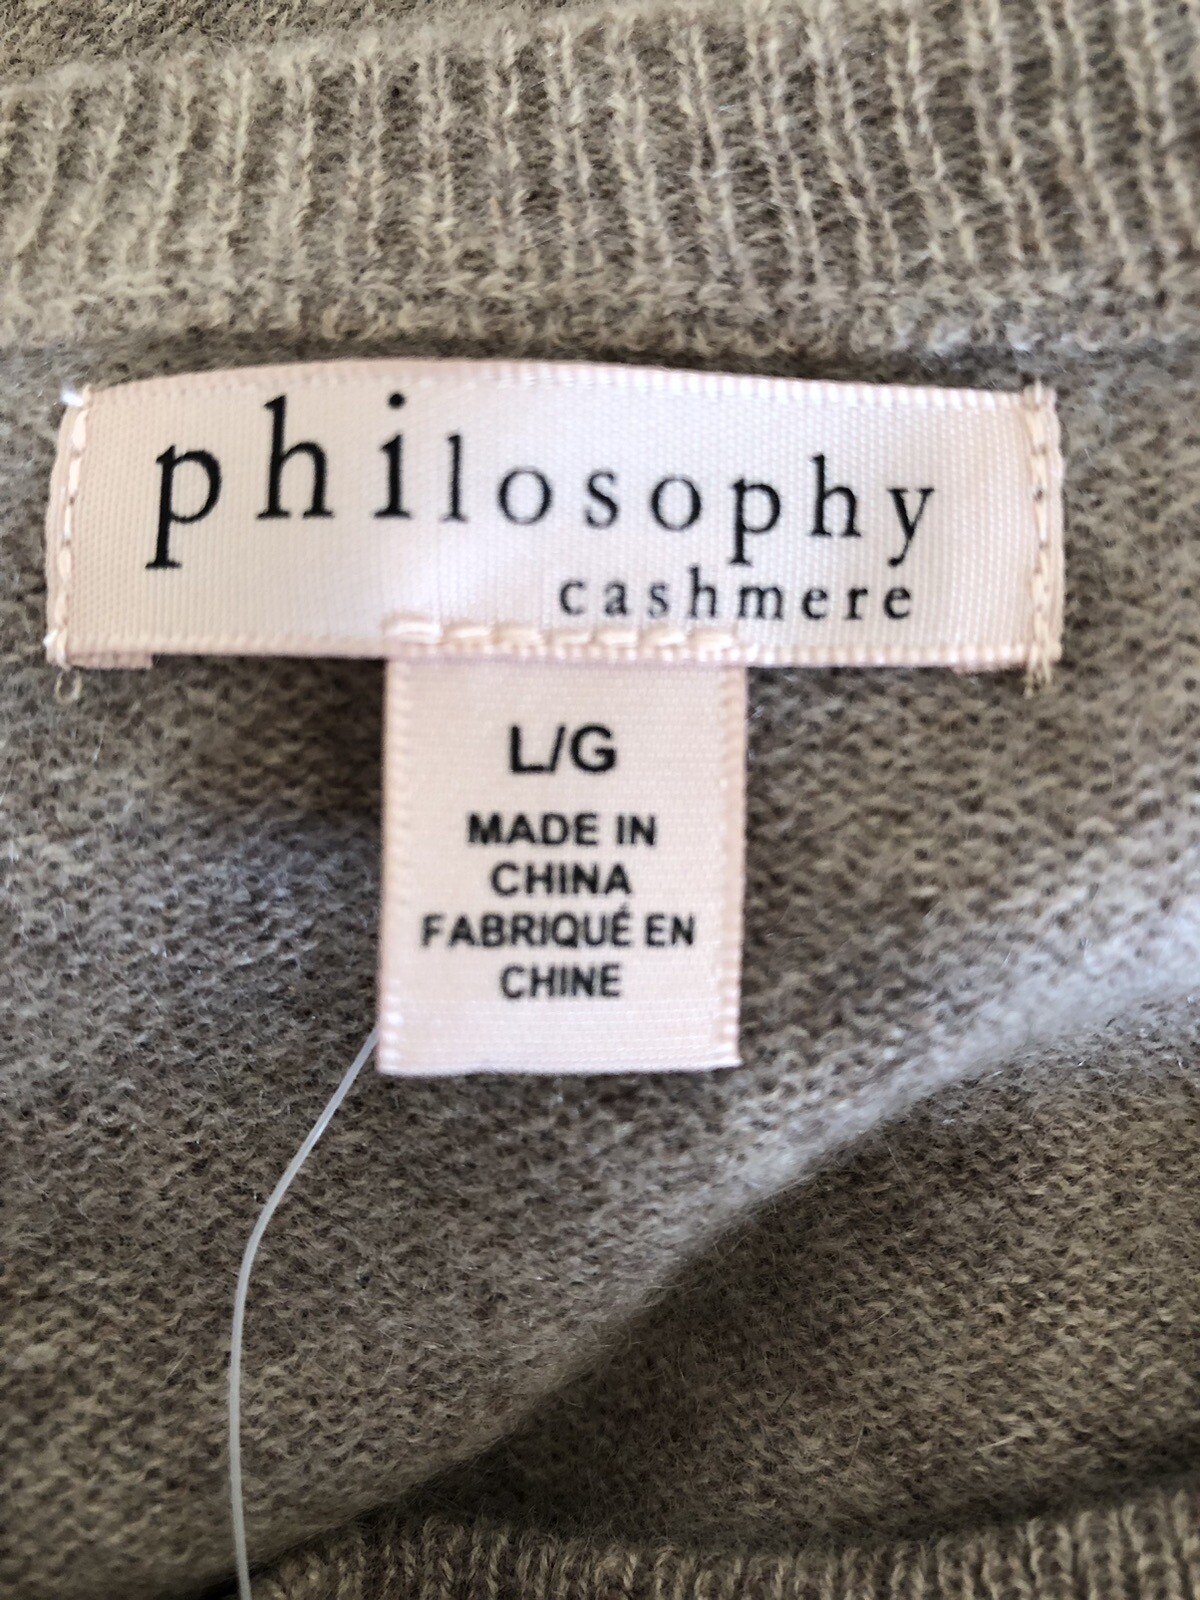 philosophy
cashmere
L/G
MADE IN
CHINA
FABRIQUÉ EN
CHINE